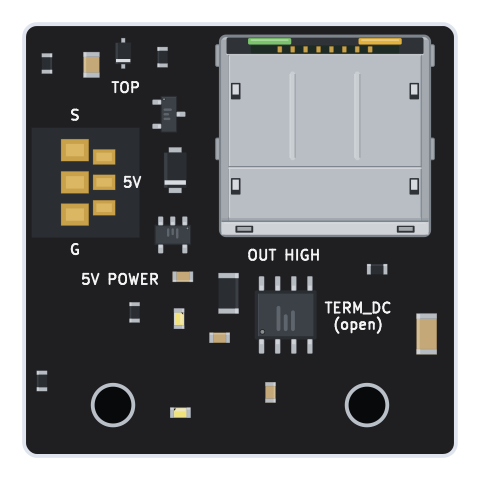 TOP
S
5V
G
OUT HIGH
5V POWER
TERM_DC
(open)